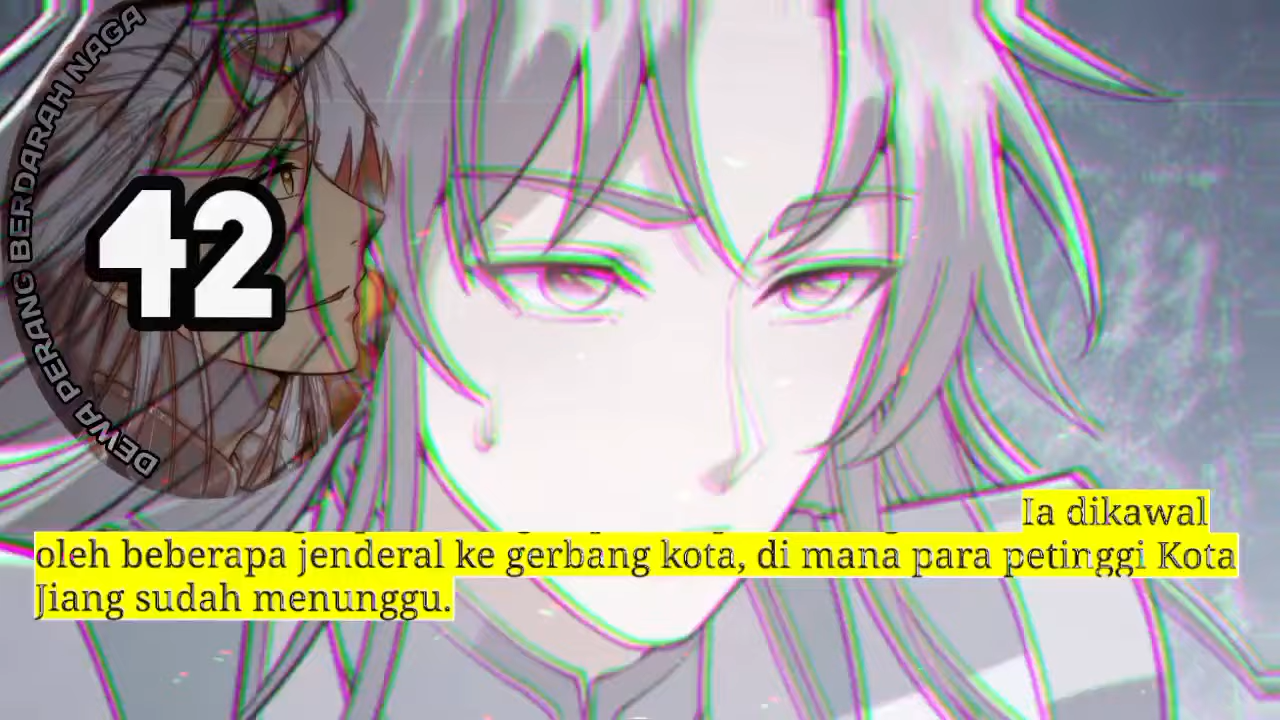 DEWA PERANG BERDARAH NAGA
42
Ia dikawal
oleh beberapa jenderal ke gerbang kota, di mana para petinggi Kota
Jiang sudah menunggu.